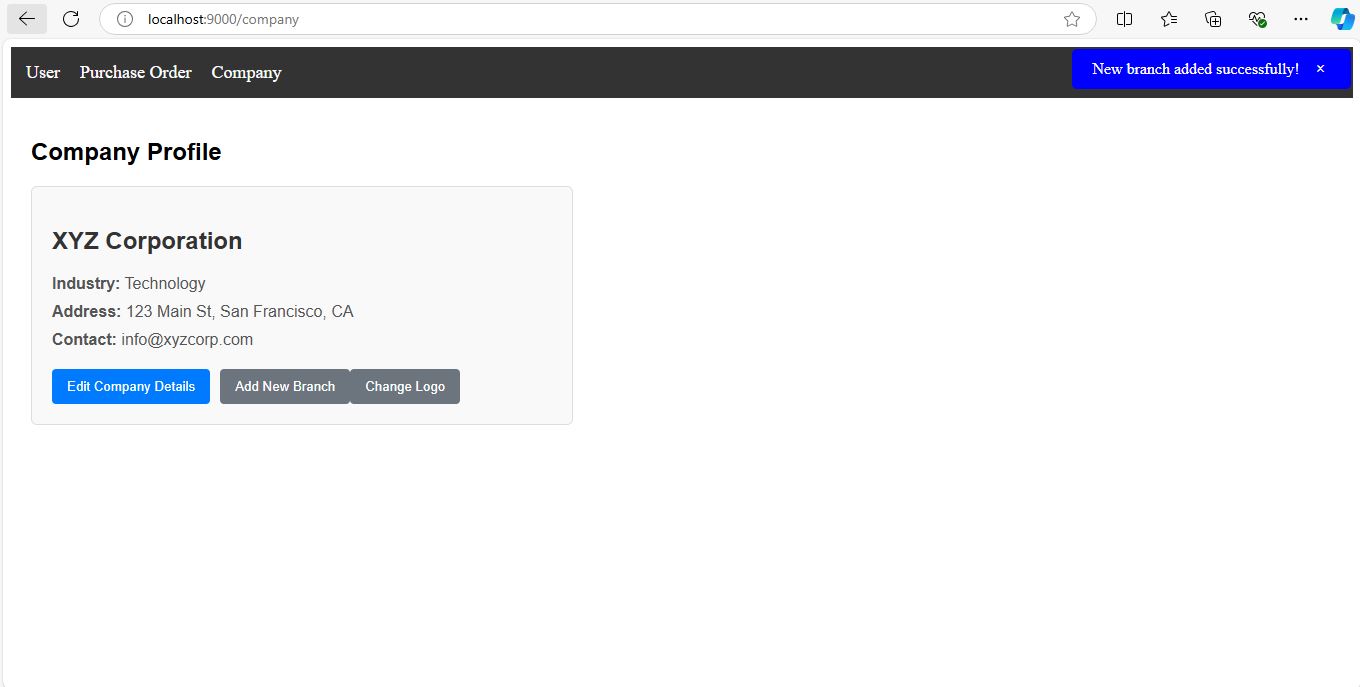 localhost:9000/company
User Purchase Order Company
New branch added successfully! ×
Company Profile
XYZ Corporation
Industry: Technology
Address: 123 Main St, San Francisco, CA
Contact: info@xyzcorp.com
Edit Company Details Add New Branch Change Logo